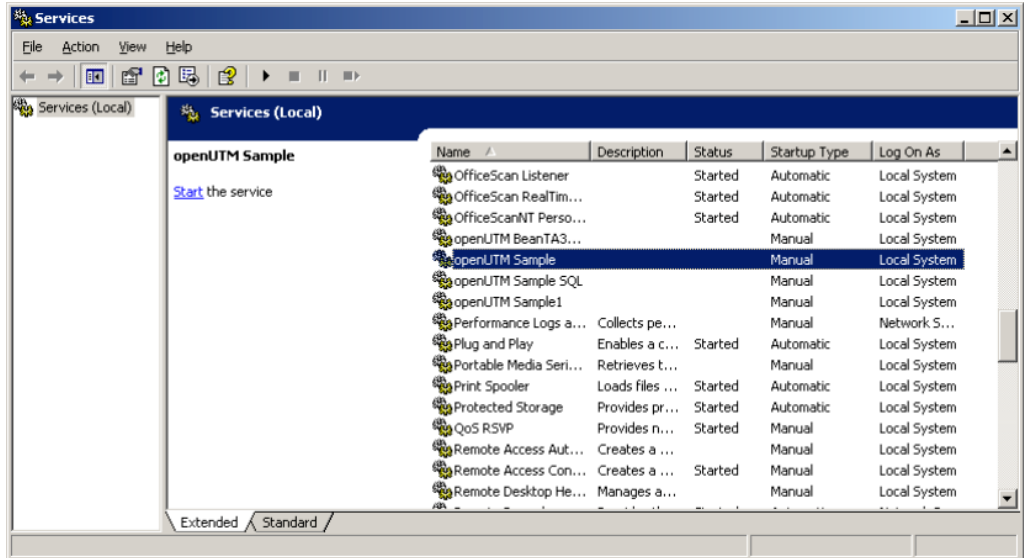 Services
File Action View Help
Services (Local)
Services (Local)
openUTM Sample
Start the service
Name Description Status Startup Type Log On As
OfficeScan Listener Started Automatic Local System
OfficeScan RealTim... Started Automatic Local System
OfficeScanNT Perso... Started Automatic Local System
openUTM BeanTA3... Manual Local System
openUTM Sample Manual Local System
openUTM Sample SQL Manual Local System
openUTM Sample1 Manual Local System
Performance Logs a... Collects pe... Manual Network S...
Plug and Play Enables a c... Started Automatic Local System
Portable Media Seri... Retrieves t... Manual Local System
Print Spooler Loads files ... Started Automatic Local System
Protected Storage Provides pr... Started Automatic Local System
QoS RSVP Provides n... Started Manual Local System
Remote Access Aut... Creates a ... Manual Local System
Remote Access Con... Creates a ... Started Manual Local System
Remote Desktop He... Manages a... Manual Local System
Extended Standard